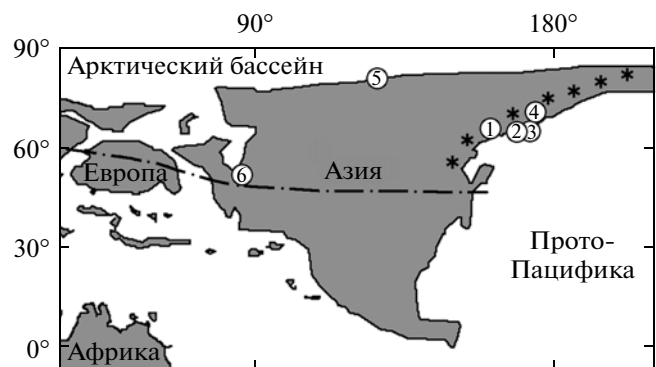 90° 180°
90°
Арктический бассейн
5
4
1 2 3
60°
Европа
6
Азия
30°
Прото-
Пацифика
0°
Африка